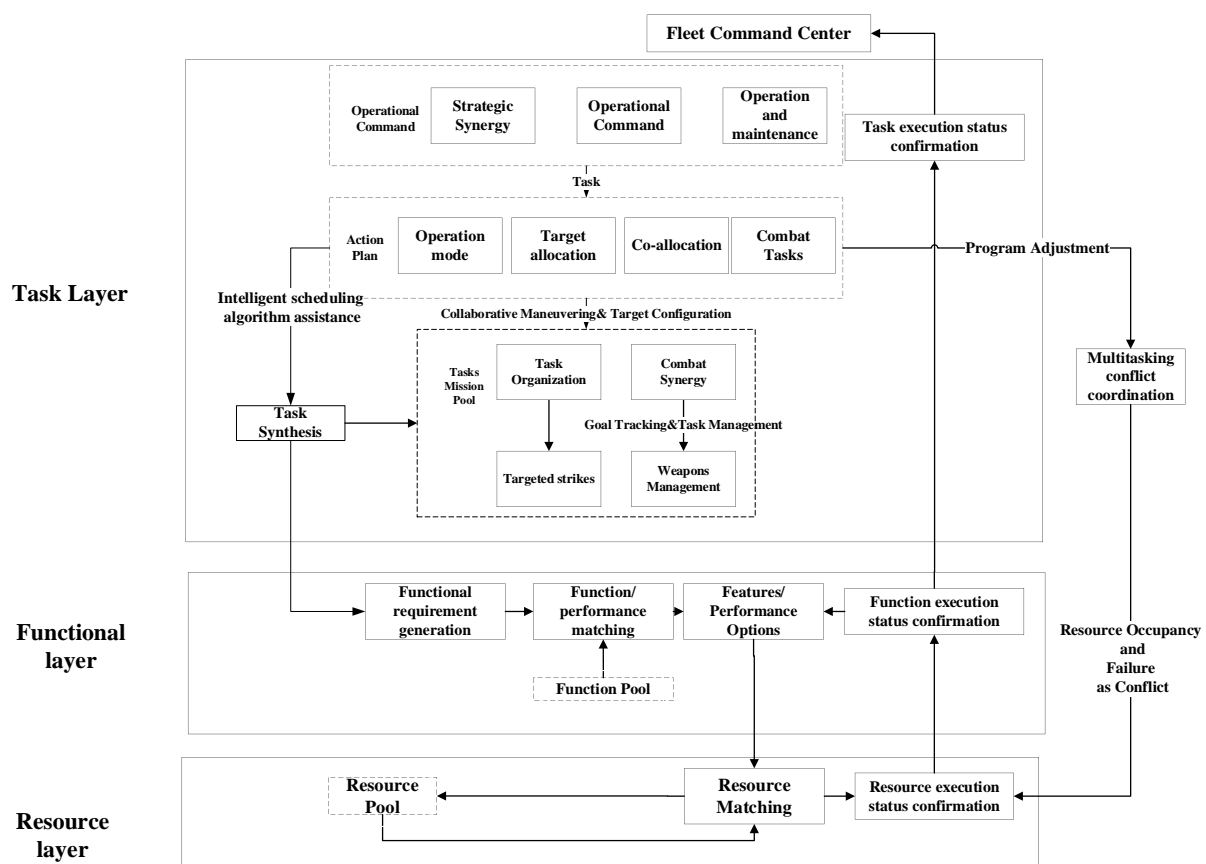 Fleet Command Center
Operational
Command
Strategic
Synergy
Operational
Command
Operation
and
maintenance
Task execution status
confirmation
Task
Action
Plan
Operation
mode
Target
allocation
Co-allocation
Combat
Tasks
Program Adjustment
Task Layer
Intelligent scheduling
algorithm assistance
Collaborative Maneuvering& Target Configuration
Tasks
Mission
Pool
Task
Organization
Combat
Synergy
Multitasking
conflict
coordination
Task
Synthesis
Goal Tracking&Task Management
Targeted strikes
Weapons
Management
Functional
layer
Functional
requirement
generation
Function/
performance
matching
Features/
Performance
Options
Function execution
status confirmation
Function Pool
Resource Occupancy
and
Failure
as Conflict
Resource
layer
Resource
Pool
Resource
Matching
Resource execution
status confirmation